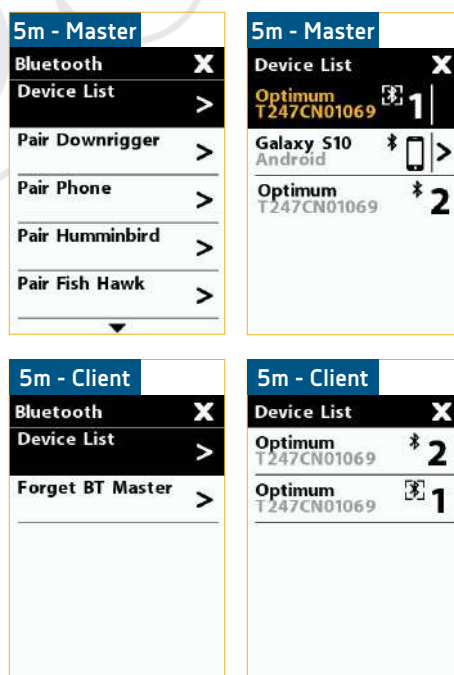 5m - Master
Bluetooth X
Device List >
Pair Downrigger >
Pair Phone >
Pair Humminbird >
Pair Fish Hawk >
5m - Master
Device List X
Optimum 1
T247CN01069
Galaxy S10 >
Android
Optimum 2
T247CN01069
5m - Client
Bluetooth X
Device List >
Forget BT Master >
5m - Client
Device List X
Optimum 2
T247CN01069
Optimum 1
T247CN01069